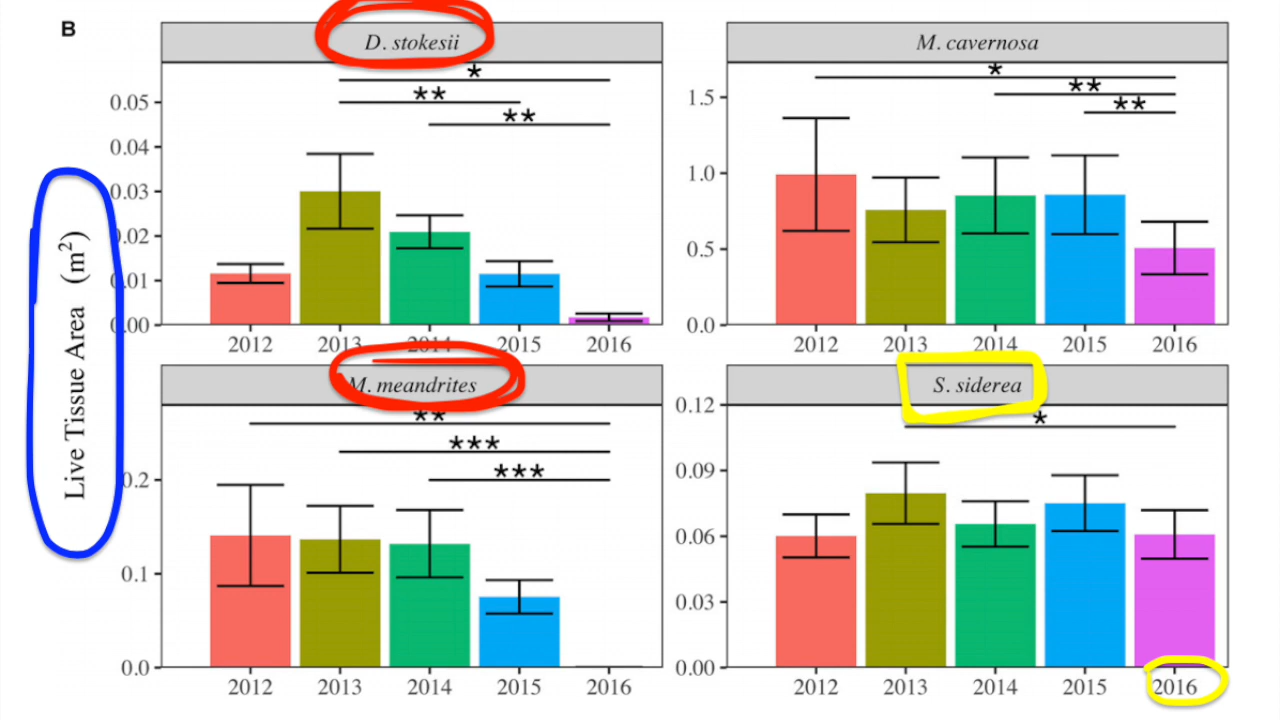 B
D. stokesii
M. cavernosa
*
**
**
*
**
**
0.05
0.04
0.03
0.02
0.01
0.00
1.5
1.0
0.5
0.0
2012 2013 2014 2015 2016
2012 2013 2014 2015 2016
Live Tissue Area (m²)
M. meandrites
S. siderea
**
***
***
*
0.2
0.1
0.0
0.12
0.09
0.06
0.03
0.00
2012 2013 2014 2015 2016
2012 2013 2014 2015 2016